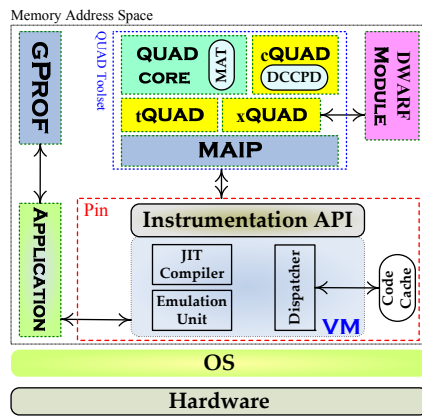 Memory Address Space
GPROF
QUAD Toolset
QUAD
CORE
MAT
cQUAD
DCCPD
DWARF
MODULE
tQUAD
xQUAD
MAIP
Pin
APPLICATION
Instrumentation API
JIT
Compiler
Emulation
Unit
Dispatcher
Code
Cache
VM
OS
Hardware